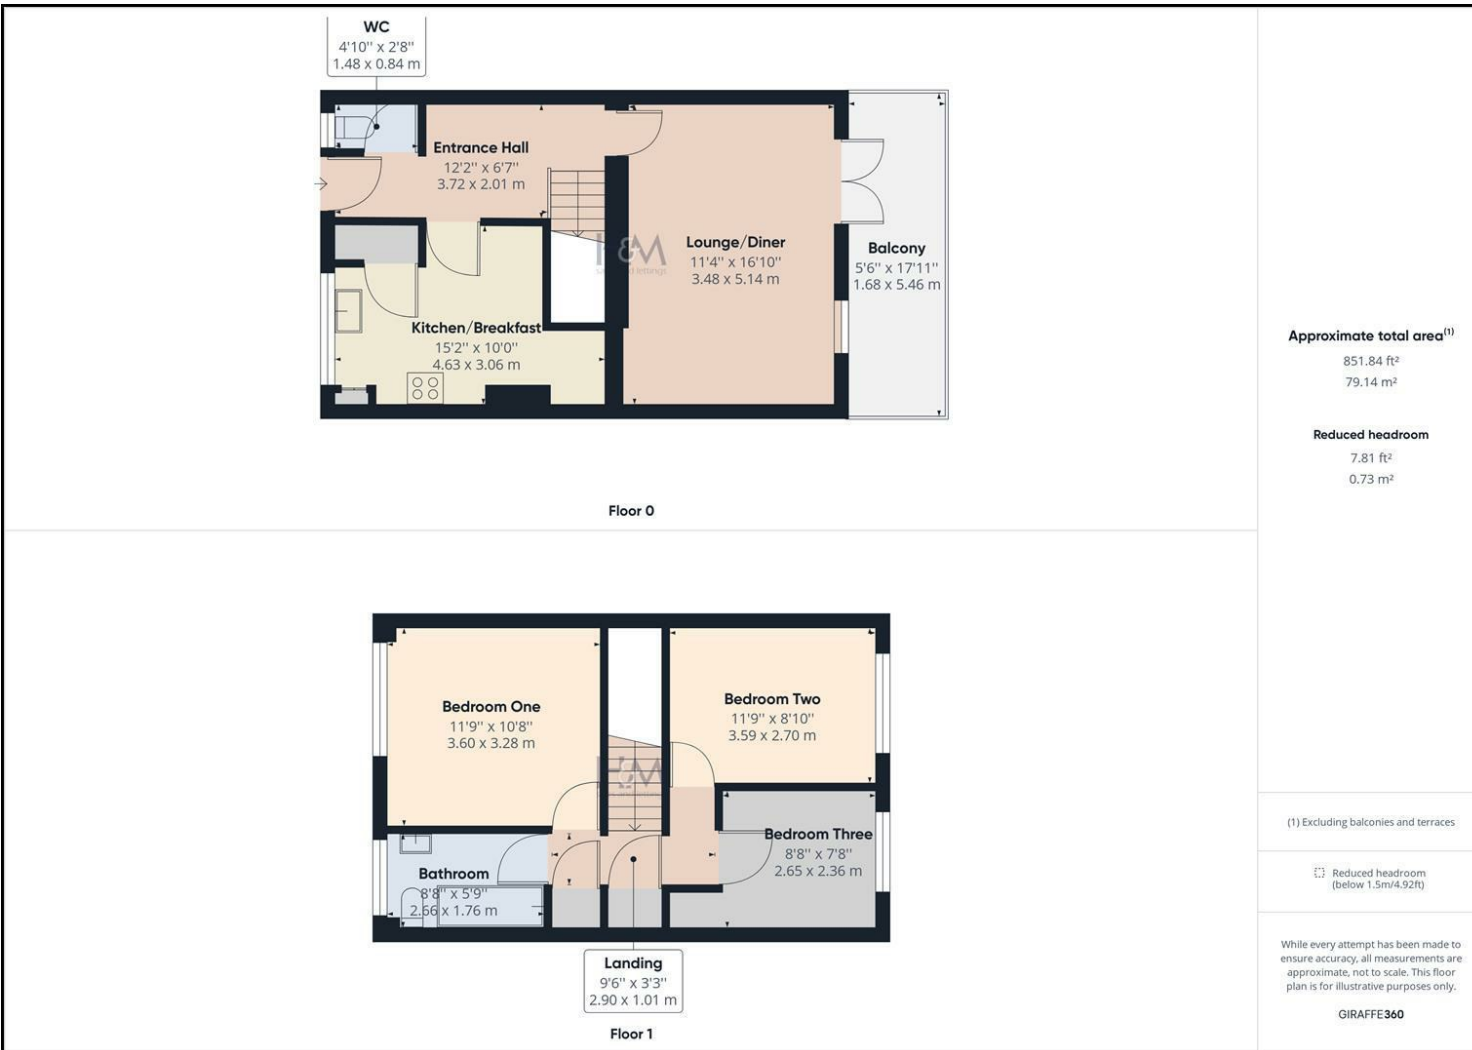 WC
4'10" x 2'8"
1.48 x 0.84 m
Entrance Hall
12'2" x 6'7"
3.72 x 2.01 m
Lounge/Diner
11'4" x 16'10"
3.48 x 5.14 m
Balcony
5'6" x 17'11"
1.68 x 5.46 m
Kitchen/Breakfast
15'2" x 10'0"
4.63 x 3.06 m
Floor 0
Approximate total area(1)
851.84 ft²
79.14 m²
Reduced headroom
7.81 ft²
0.73 m²
Bedroom One
11'9" x 10'8"
3.60 x 3.28 m
Bedroom Two
11'9" x 8'10"
3.59 x 2.70 m
Bedroom Three
8'8" x 7'8"
2.65 x 2.36 m
Bathroom
8'8" x 5'9"
2.66 x 1.76 m
Landing
9'6" x 3'3"
2.90 x 1.01 m
Floor 1
(1) Excluding balconies and terraces
Reduced headroom
(below 1.5m/4.92ft)
While every attempt has been made to
ensure accuracy, all measurements are
approximate, not to scale. This floor
plan is for illustrative purposes only.
GIRAFFE360